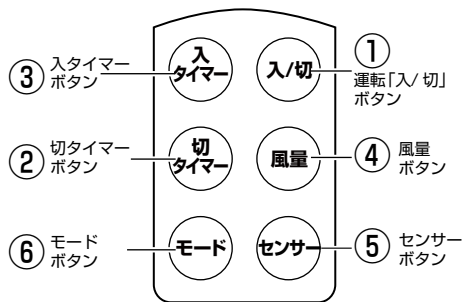 ①
運転「入/切」
ボタン
③
入タイマー
ボタン
入
タイマー
入/切
②
切タイマー
ボタン
切
タイマー
風量
④
風量
ボタン
⑥
モード
ボタン
モード
センサー
⑤
センサー
ボタン